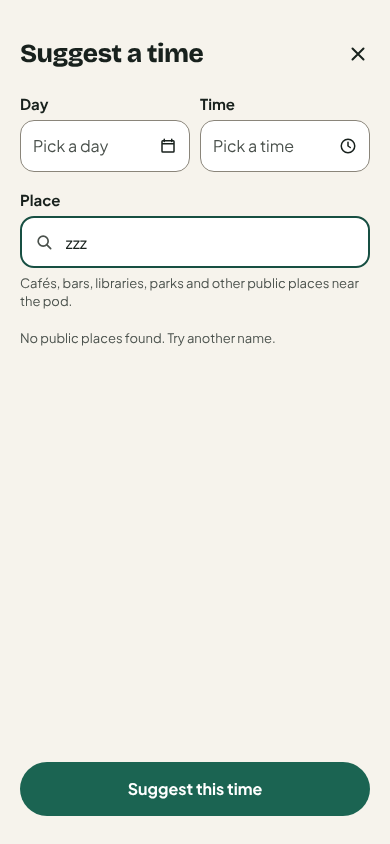 Suggest a time
Day
Time
Pick a day
Pick a time
Place
zzz
Cafés, bars, libraries, parks and other public places near
the pod.
No public places found. Try another name.
Suggest this time